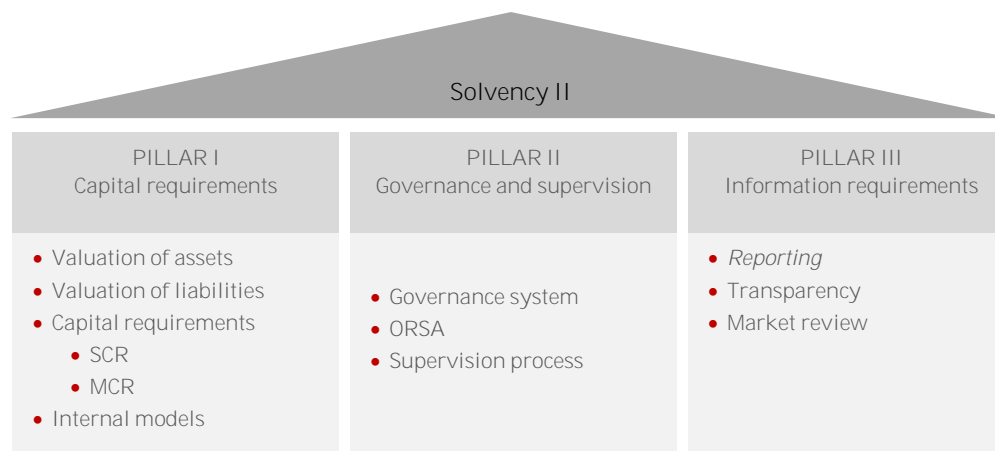 Solvency II
PILLAR I
Capital requirements
• Valuation of assets
• Valuation of liabilities
• Capital requirements
• SCR
• MCR
• Internal models
PILLAR II
Governance and supervision
• Governance system
• ORSA
• Supervision process
PILLAR III
Information requirements
• Reporting
• Transparency
• Market review